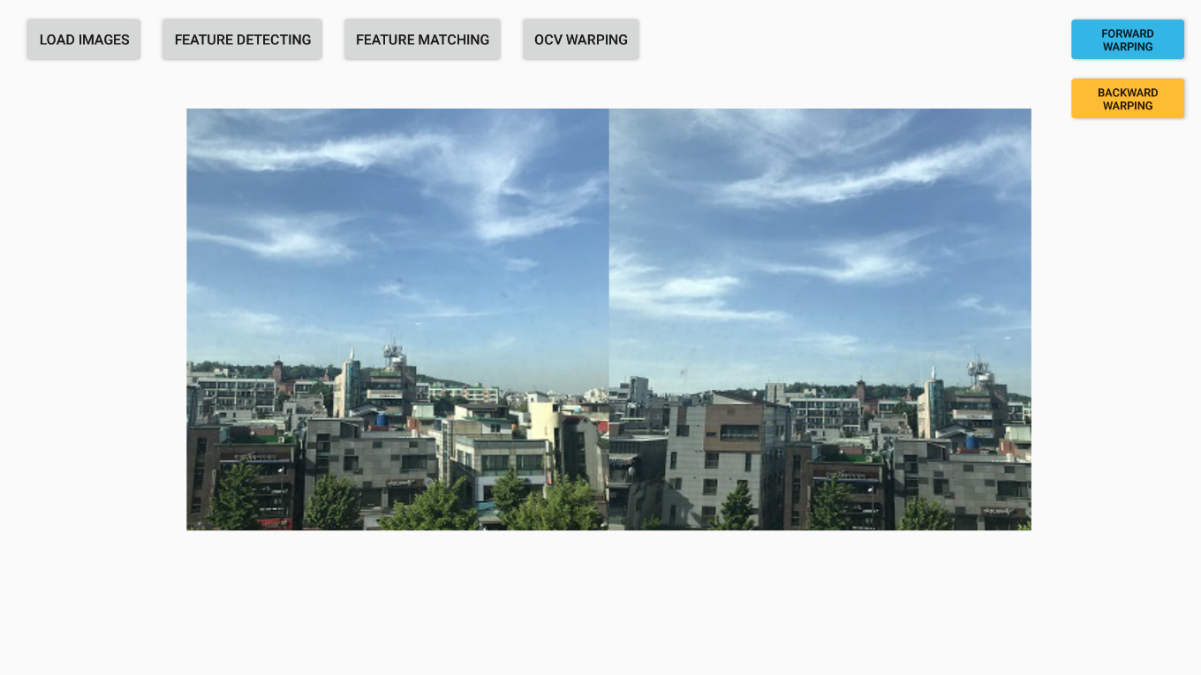 LOAD IMAGES
FEATURE DETECTING
FEATURE MATCHING
OCV WARPING
FORWARD
WARPING
BACKWARD
WARPING